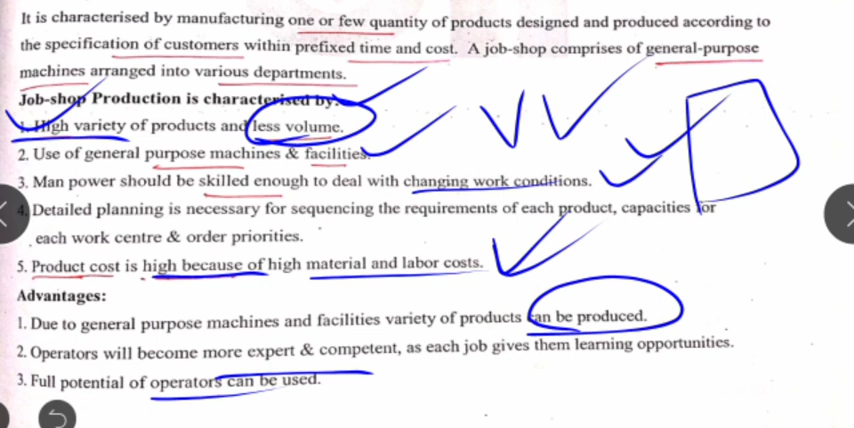 It is characterised by manufacturing one or few quantity of products designed and produced according to
the specification of customers within prefixed time and cost. A job-shop comprises of general-purpose
machines arranged into various departments.
Job-shop Production is characterised by:
1. High variety of products and less volume.
2. Use of general purpose machines & facilities.
3. Man power should be skilled enough to deal with changing work conditions.
4. Detailed planning is necessary for sequencing the requirements of each product, capacities for
each work centre & order priorities.
5. Product cost is high because of high material and labor costs.
Advantages:
1. Due to general purpose machines and facilities variety of products can be produced.
2. Operators will become more expert & competent, as each job gives them learning opportunities.
3. Full potential of operators can be used.